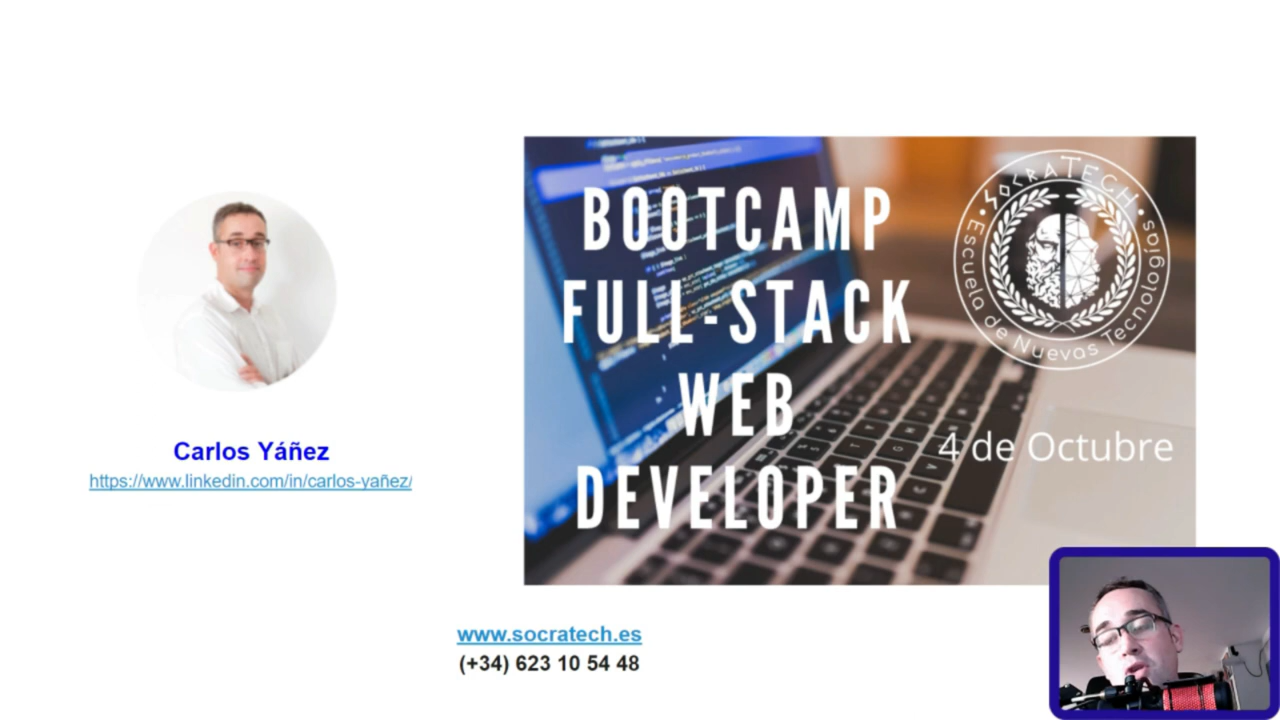 Carlos Yáñez
https://www.linkedin.com/in/carlos-yañez/
BOOTCAMP
FULL-STACK
WEB
DEVELOPER
SOCRATECH
Escuela de Nuevas Tecnologías
4 de Octubre
www.socratech.es
(+34) 623 10 54 48